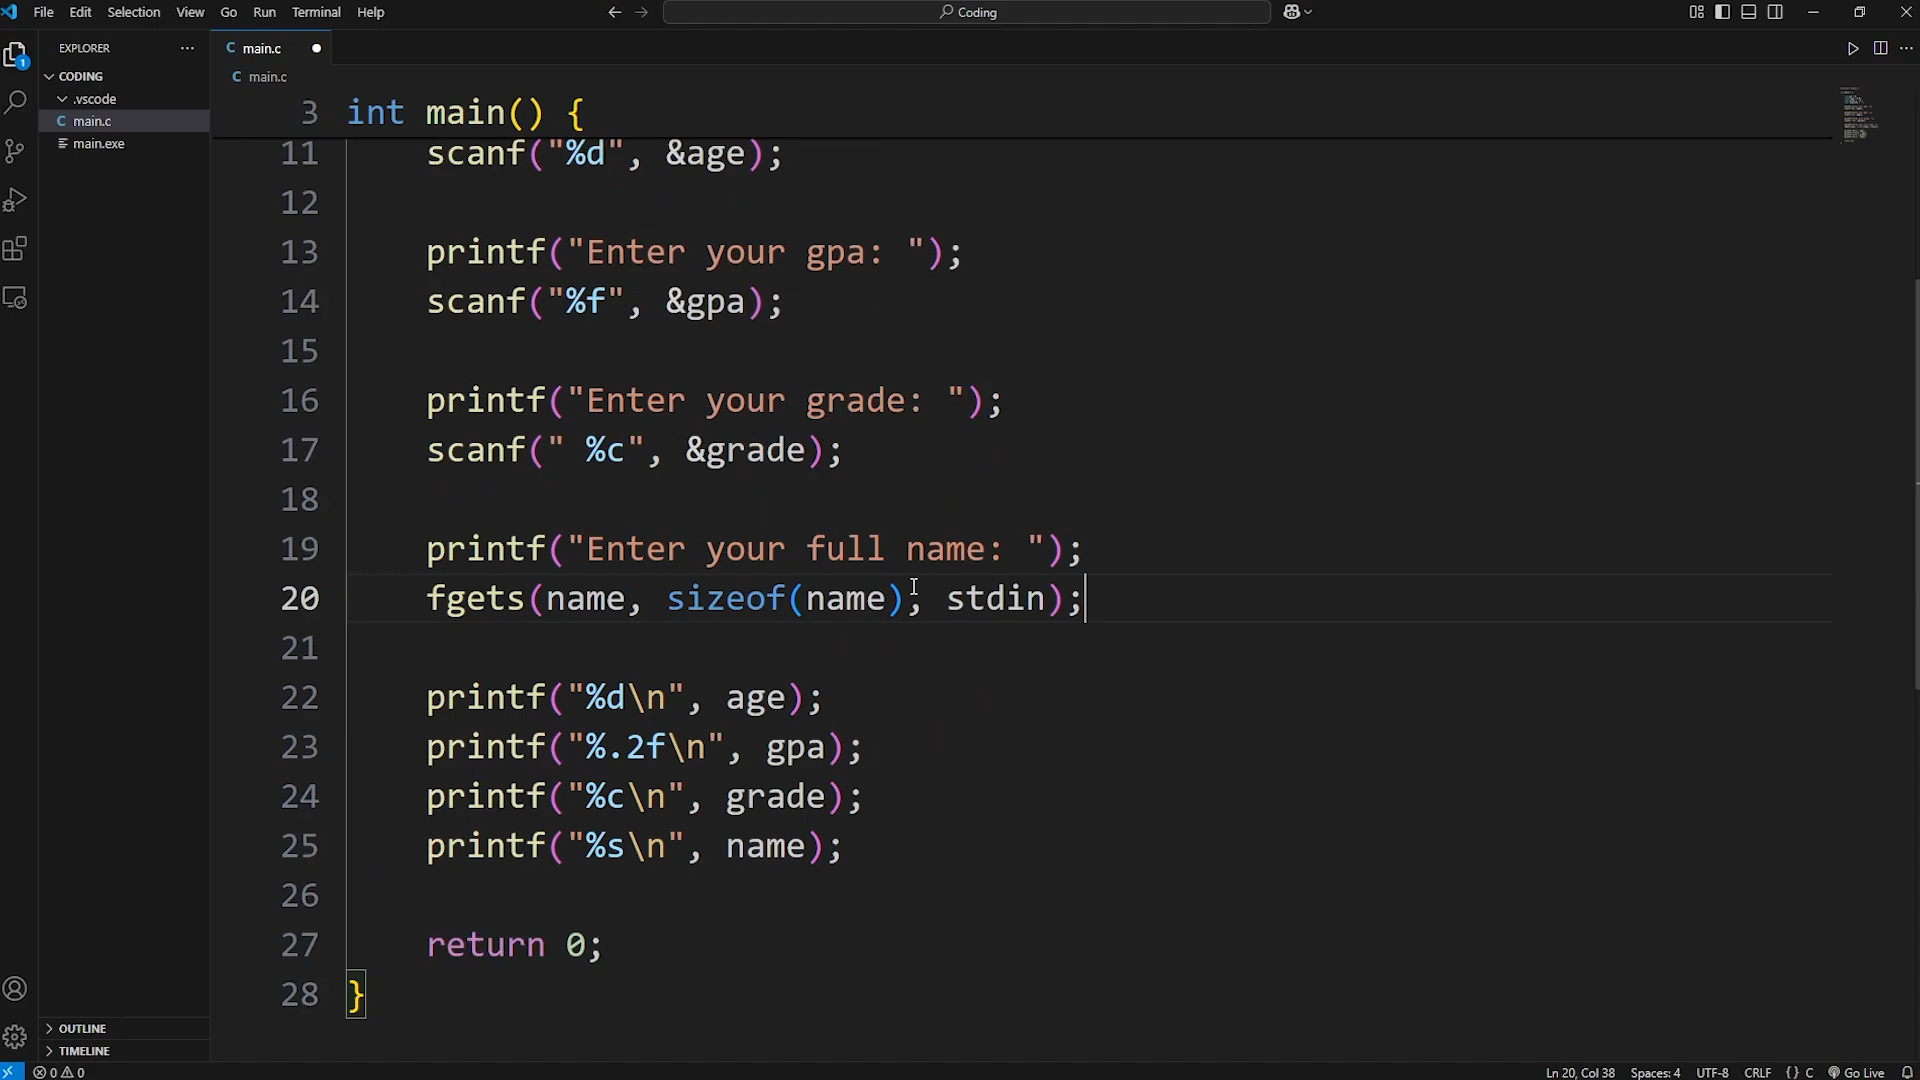 File Edit Selection View Go Run Terminal Help
Coding
EXPLORER
CODING
.vscode
main.c
main.exe
1
main.c
main.c
3 int main() {
11 scanf("%d", &age);
12
13 printf("Enter your gpa: ");
14 scanf("%f", &gpa);
15
16 printf("Enter your grade: ");
17 scanf(" %c", &grade);
18
19 printf("Enter your full name: ");
20 fgets(name, sizeof(name), stdin);
21
22 printf("%d\n", age);
23 printf("%.2f\n", gpa);
24 printf("%c\n", grade);
25 printf("%s\n", name);
26
27 return 0;
28 }
OUTLINE
TIMELINE
0 0
Ln 20, Col 38 Spaces: 4 UTF-8 CRLF {} C Go Live